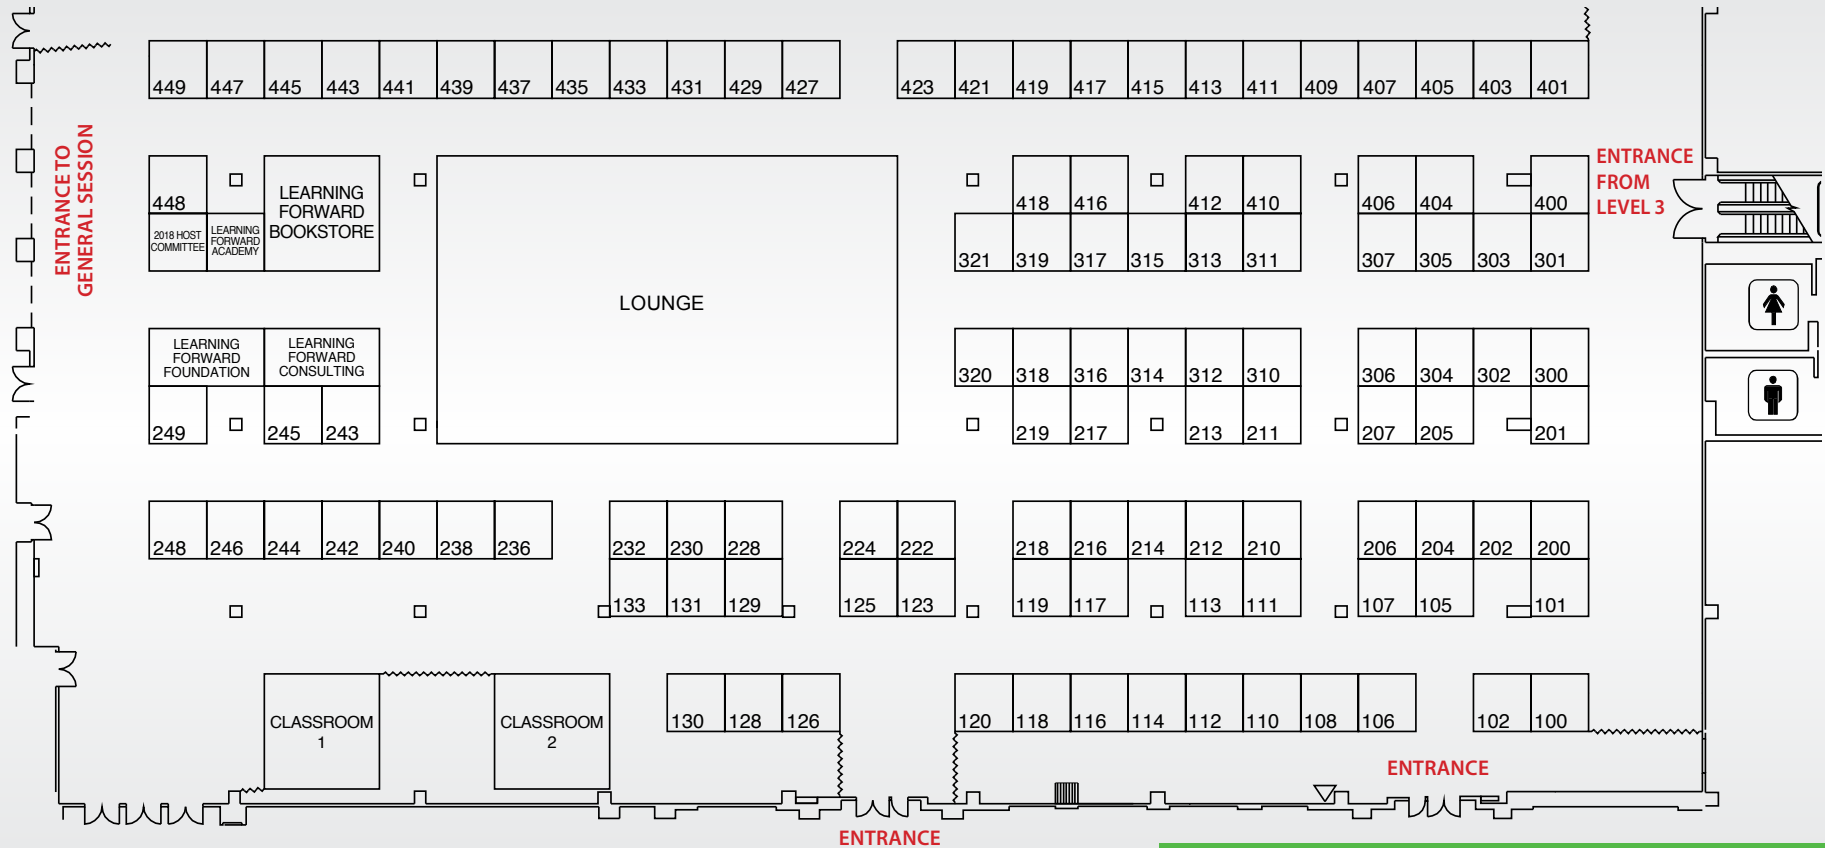 449 447 445 443 441 439 437 435 433 431 429 427 423 421 419 417 415 413 411 409 407 405 403 401
ENTRANCE TO
GENERAL SESSION
448
2018 HOST
COMMITTEE
LEARNING
FORWARD
ACADEMY
LEARNING
FORWARD
BOOKSTORE
LOUNGE
418 416 412 410 406 404 400
321 319 317 315 313 311 307 305 303 301
ENTRANCE
FROM
LEVEL 3
LEARNING
FORWARD
FOUNDATION
LEARNING
FORWARD
CONSULTING
320 318 316 314 312 310 306 304 302 300
249 245 243 219 217 213 211 207 205 201
248 246 244 242 240 238 236 232 230 228 224 222 218 216 214 212 210 206 204 202 200
133 131 129 125 123 119 117 113 111 107 105 101
CLASSROOM
1
CLASSROOM
2
130 128 126 120 118 116 114 112 110 108 106 102 100
ENTRANCE
ENTRANCE